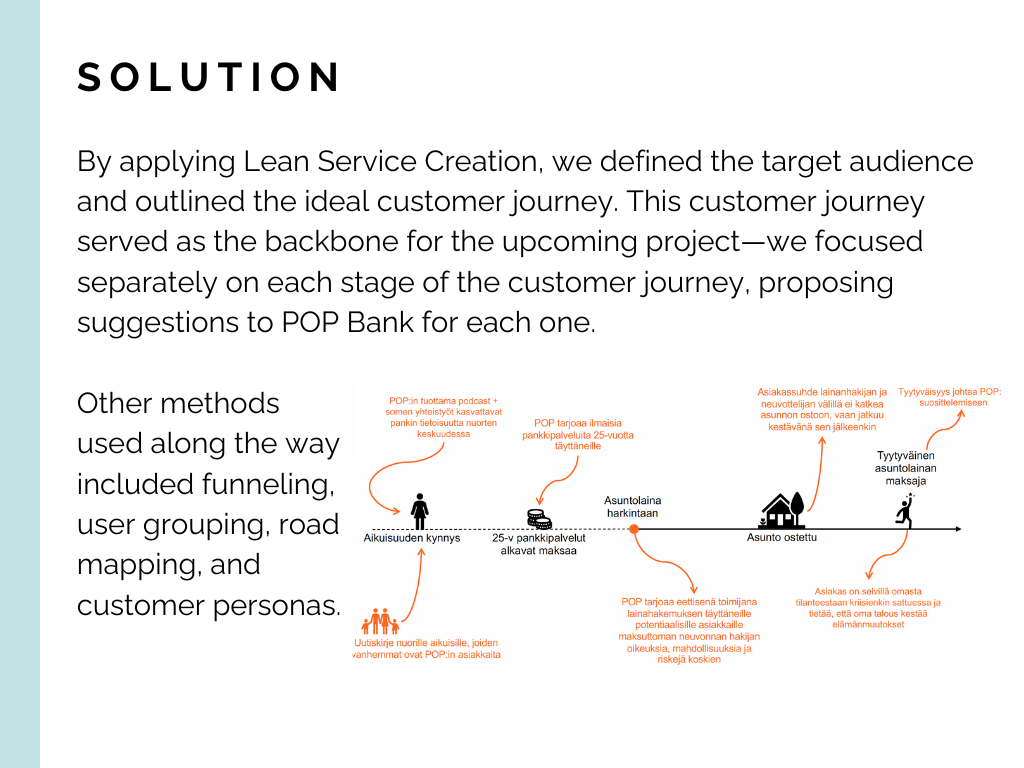 SOLUTION
By applying Lean Service Creation, we defined the target audience
and outlined the ideal customer journey. This customer journey
served as the backbone for the upcoming project—we focused
separately on each stage of the customer journey, proposing
suggestions to POP Bank for each one.
Other methods
used along the way
included funneling,
user grouping, road
mapping, and
customer personas.
POP:in tuottama podcast +
somen yhteistyöt kasvattavat
pankin tietoisuutta nuorten
keskuudessa
POP tarjoaa ilmaisia
pankkipalveluita 25-vuotta
täyttäneille
Asiakassuhde lainanhakijan ja
neuvottelijan välillä ei katkea
asunnon ostoon, vaan jatkuu
kestävänä sen jälkeenkin
Tyytyväisyys johtaa POP:
suosittelemiseen
Tyytyväinen
asuntolainan
maksaja
Asuntolaina
harkintaan
Aikuisuuden kynnys
25-v pankkipalvelut
alkavat maksaa
Asunto ostettu
Uutiskirje nuorille aikuisille, joiden
vanhemmat ovat POP:in asiakkaita
POP tarjoaa eettisenä toimijana
lainahakemuksen täyttäneille
potentiaalisille asiakkaille
maksuttoman neuvonnan hakijan
oikeuksia, mahdollisuuksia ja
riskejä koskien
Asiakas on selvillä omasta
tilanteestaan kriisienkin sattuessa ja
tietää, että oma talous kestää
elämänmuutokset